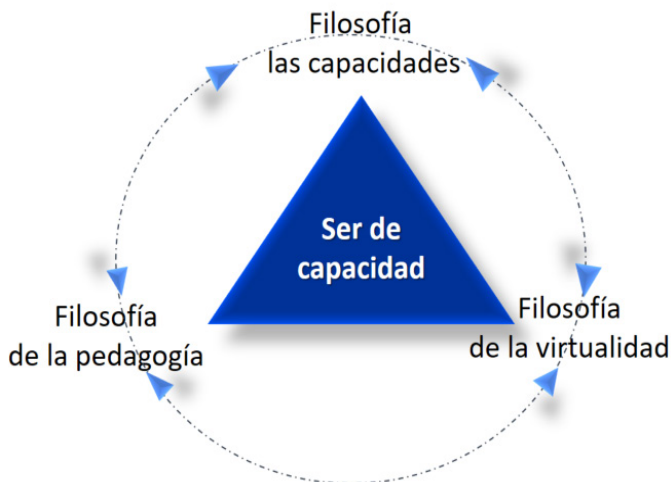 Filosofía
las capacidades
Ser de
capacidad
Filosofía
de la pedagogía
Filosofía
de la virtualidad